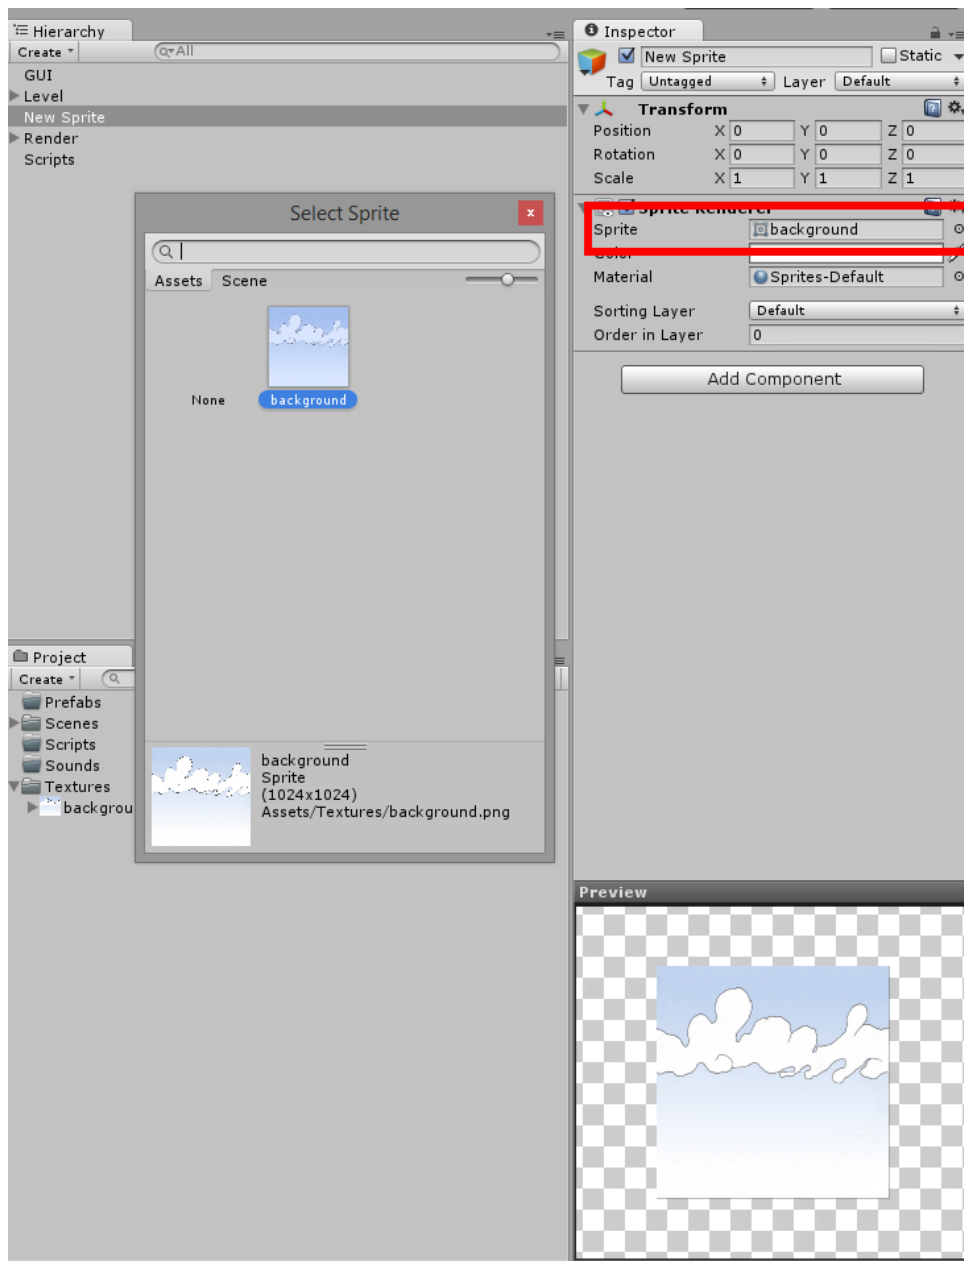 Hierarchy
Create
All
GUI
Level
New Sprite
Render
Scripts
Select Sprite
x
Assets Scene
None
background
background
Sprite
(1024x1024)
Assets/Textures/background.png
Project
Create
Prefabs
Scenes
Scripts
Sounds
Textures
backgrou
Inspector
New Sprite Static
Tag Untagged Layer Default
Transform
Position X 0 Y 0 Z 0
Rotation X 0 Y 0 Z 0
Scale X 1 Y 1 Z 1
Sprite Renderer
Sprite background
Color
Material Sprites-Default
Sorting Layer Default
Order in Layer 0
Add Component
Preview